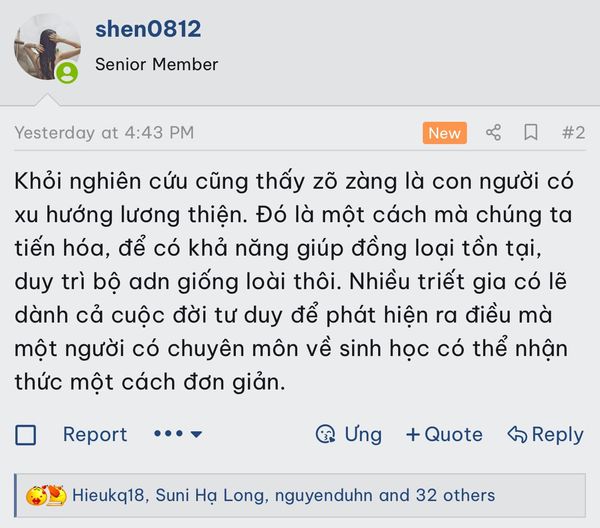 shen0812
Senior Member
Yesterday at 4:43 PM
New
#2
Khỏi nghiên cứu cũng thấy zõ zàng là con người có
xu hướng lương thiện. Đó là một cách mà chúng ta
tiến hóa, để có khả năng giúp đồng loại tồn tại,
duy trì bộ adn giống loài thôi. Nhiều triết gia có lẽ
dành cả cuộc đời tư duy để phát hiện ra điều mà
một người có chuyên môn về sinh học có thể nhận
thức một cách đơn giản.
Report
Ưng
+Quote
Reply
Hieukq18, Suni Hạ Long, nguyenduhn and 32 others